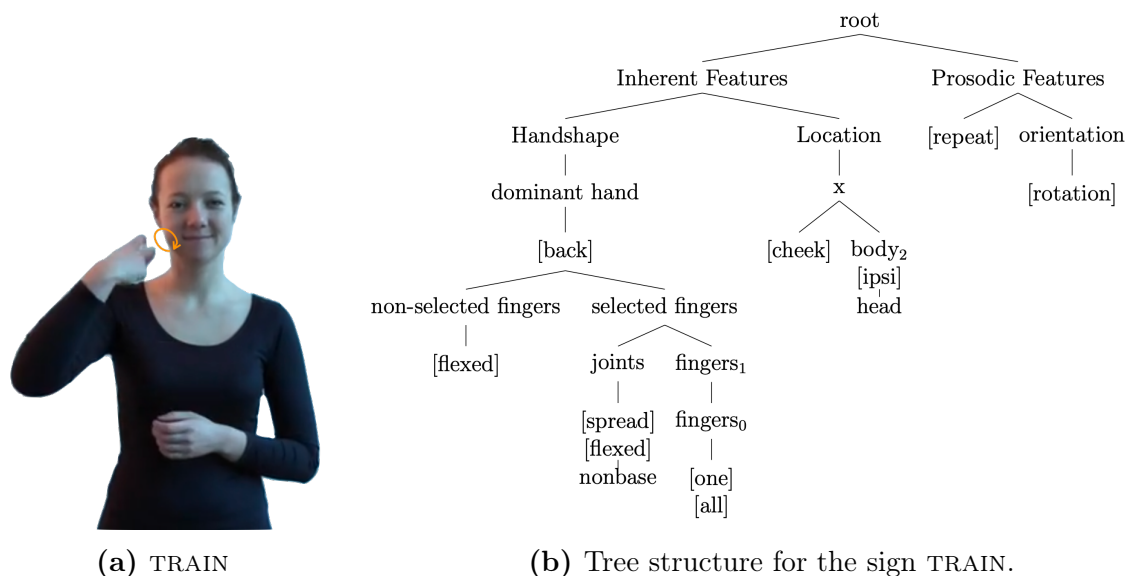 root
Inherent Features Prosodic Features
Handshape Location [repeat] orientation
dominant hand x [rotation]
[back] [cheek] body₂
[ipsi]
non-selected fingers selected fingers head
[flexed] joints fingers₁
[spread] fingers₀
[flexed]
nonbase [one]
[all]
(a) TRAIN (b) Tree structure for the sign TRAIN.